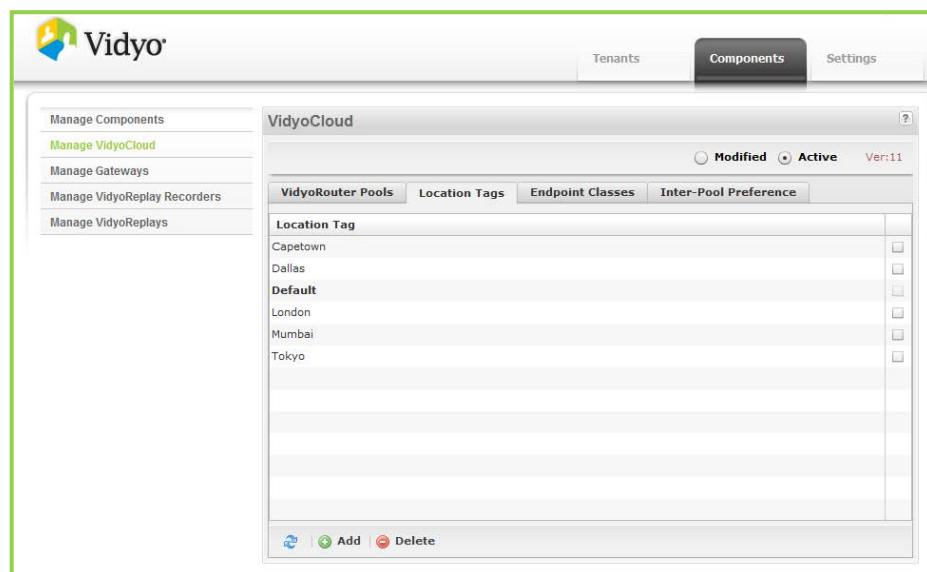 Vidyo
Tenants Components Settings
Manage Components
Manage VidyoCloud
Manage Gateways
Manage VidyoReplay Recorders
Manage VidyoReplays
VidyoCloud ?
Modified Active Ver:11
VidyoRouter Pools Location Tags Endpoint Classes Inter-Pool Preference
Location Tag
Capetown
Dallas
Default
London
Mumbai
Tokyo
Add Delete